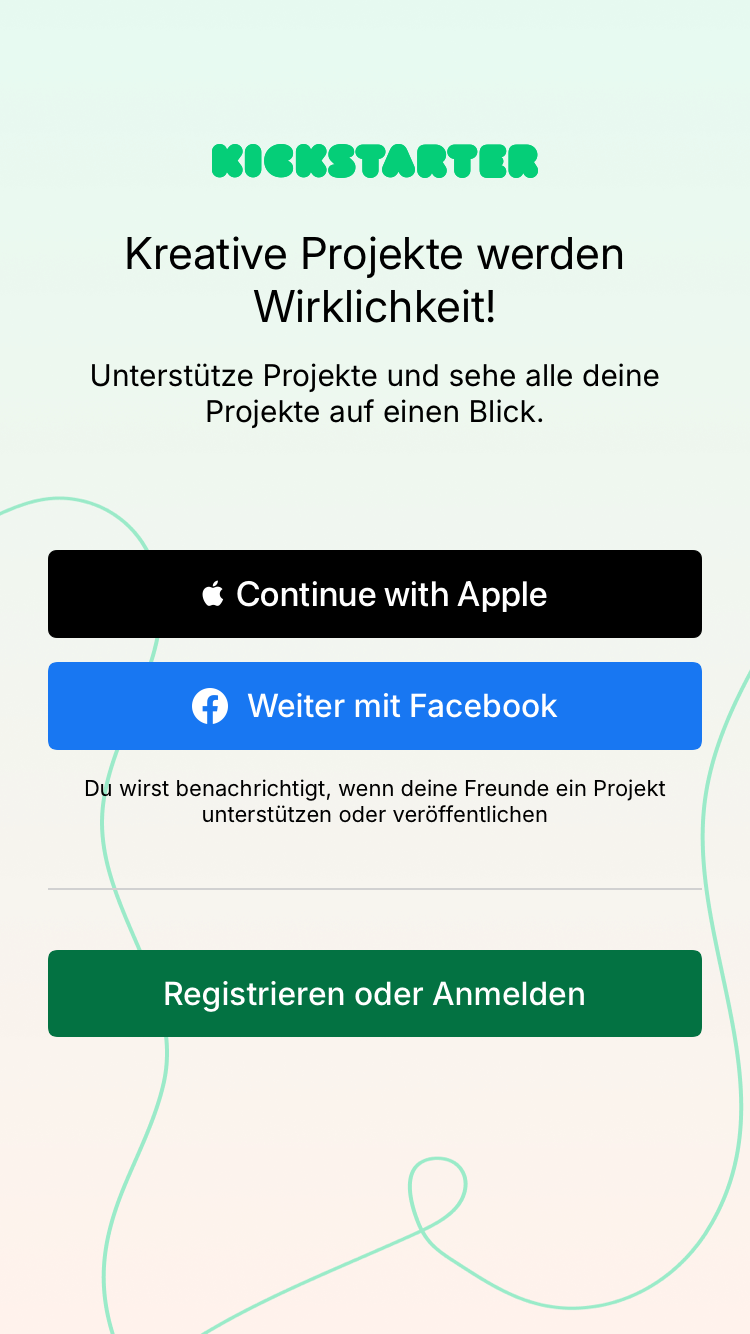 KICKSTARTER
Kreative Projekte werden
Wirklichkeit!
Unterstütze Projekte und sehe alle deine
Projekte auf einen Blick.
Continue with Apple
Weiter mit Facebook
Du wirst benachrichtigt, wenn deine Freunde ein Projekt
unterstützen oder veröffentlichen
Registrieren oder Anmelden